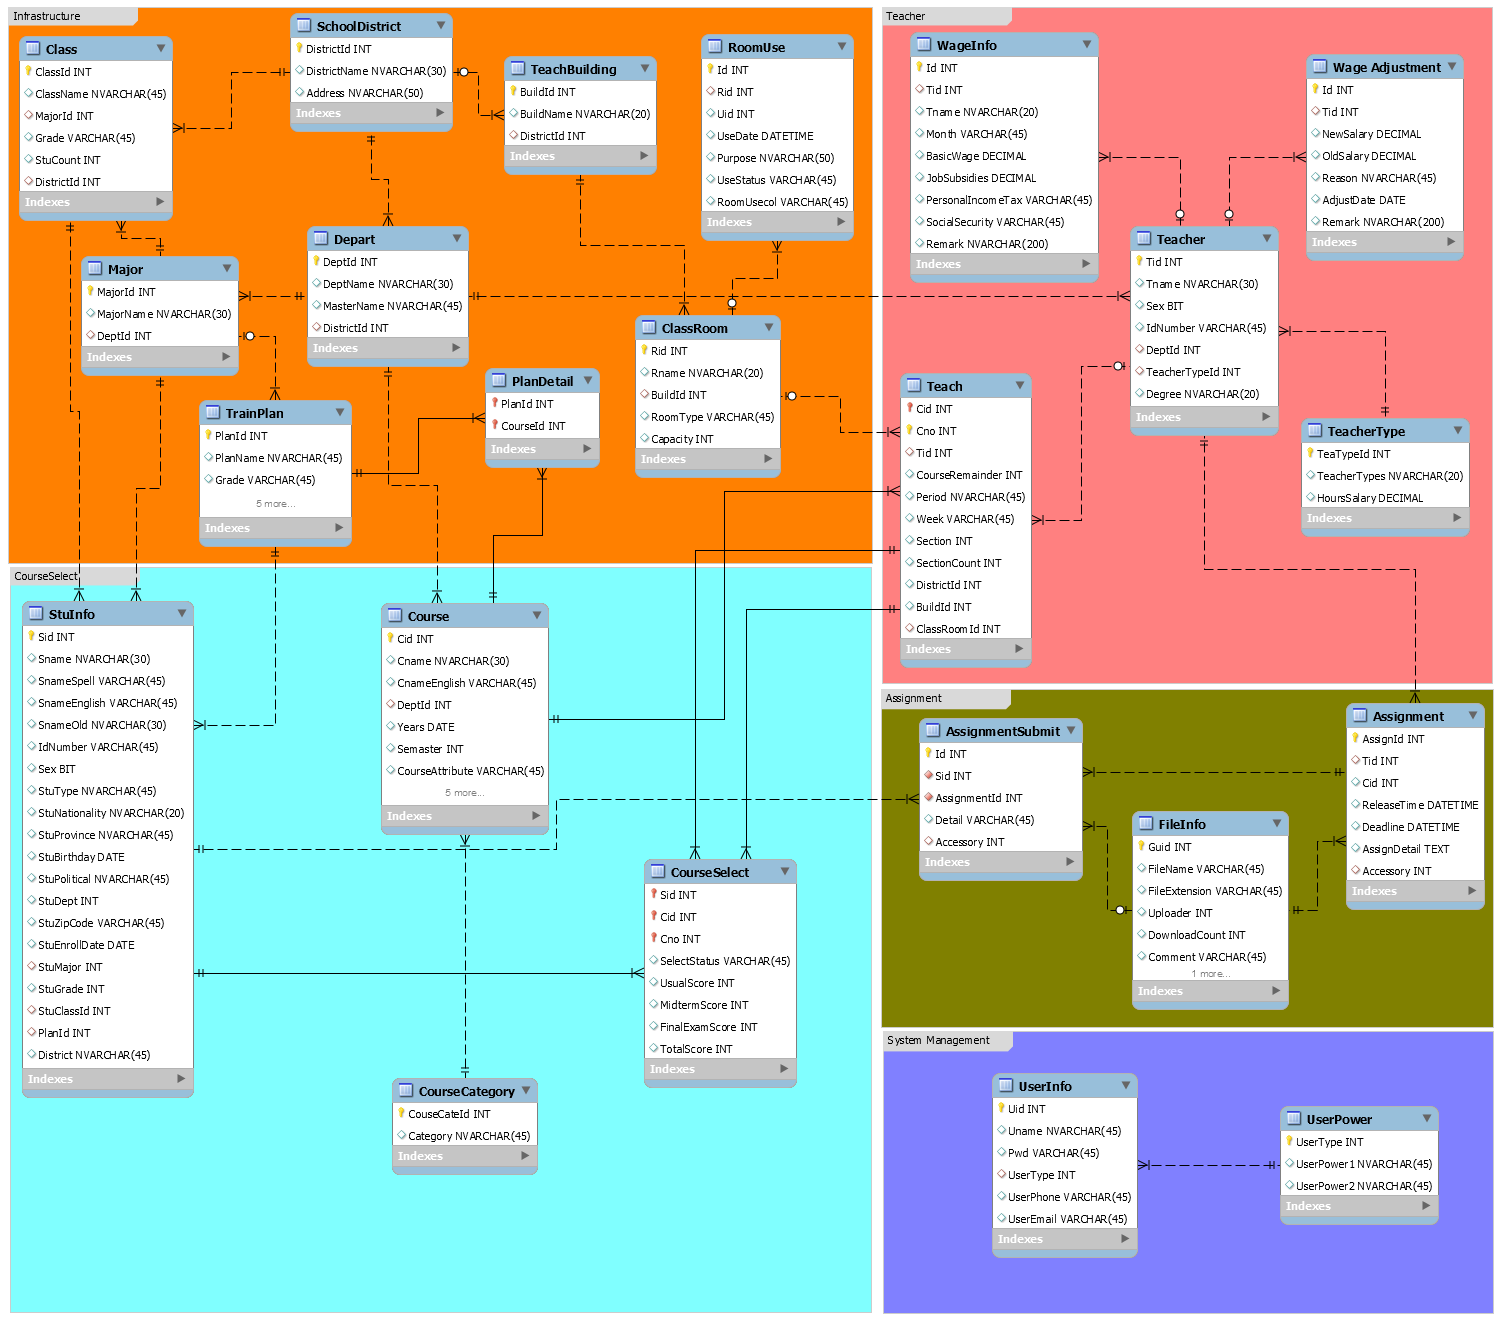 Infrastructure
Class
ClassId INT
ClassName NVARCHAR(45)
MajorId INT
Grade VARCHAR(45)
StuCount INT
DistrictId INT
Indexes
SchoolDistrict
DistrictId INT
DistrictName NVARCHAR(30)
Address NVARCHAR(50)
Indexes
TeachBuilding
BuildId INT
BuildName NVARCHAR(20)
DistrictId INT
Indexes
RoomUse
Id INT
Rid INT
Uid INT
UseDate DATETIME
Purpose NVARCHAR(50)
UseStatus VARCHAR(45)
RoomUsecol VARCHAR(45)
Indexes
Major
MajorId INT
MajorName NVARCHAR(30)
DeptId INT
Indexes
Depart
DeptId INT
DeptName NVARCHAR(30)
MasterName NVARCHAR(45)
DistrictId INT
Indexes
ClassRoom
Rid INT
Rname NVARCHAR(20)
BuildId INT
RoomType VARCHAR(45)
Capacity INT
Indexes
PlanDetail
PlanId INT
CourseId INT
Indexes
TrainPlan
PlanId INT
PlanName NVARCHAR(45)
Grade VARCHAR(45)
5 more...
Indexes
Teacher
WageInfo
Id INT
Tid INT
Tname NVARCHAR(20)
Month VARCHAR(45)
BasicWage DECIMAL
JobSubsidies DECIMAL
PersonalIncomeTax VARCHAR(45)
SocialSecurity VARCHAR(45)
Remark NVARCHAR(200)
Indexes
Wage Adjustment
Id INT
Tid INT
NewSalary DECIMAL
OldSalary DECIMAL
Reason NVARCHAR(45)
AdjustDate DATE
Remark NVARCHAR(200)
Indexes
Teacher
Tid INT
Tname NVARCHAR(30)
Sex BIT
IdNumber VARCHAR(45)
DeptId INT
TeacherTypeId INT
Degree NVARCHAR(20)
Indexes
Teach
Cid INT
Cno INT
Tid INT
CourseRemainder INT
Period NVARCHAR(45)
Week VARCHAR(45)
Section INT
SectionCount INT
DistrictId INT
BuildId INT
ClassRoomId INT
Indexes
TeacherType
TeaTypeId INT
TeacherTypes NVARCHAR(20)
HoursSalary DECIMAL
Indexes
CourseSelect
StuInfo
Sid INT
Sname NVARCHAR(30)
SnameSpell VARCHAR(45)
SnameEnglish VARCHAR(45)
SnameOld NVARCHAR(30)
IdNumber VARCHAR(45)
Sex BIT
StuType NVARCHAR(45)
StuNationality NVARCHAR(20)
StuProvince NVARCHAR(45)
StuBirthday DATE
StuPolitical NVARCHAR(45)
StuDept INT
StuZipCode VARCHAR(45)
StuEnrollDate DATE
StuMajor INT
StuGrade INT
StuClassId INT
PlanId INT
District NVARCHAR(45)
Indexes
Course
Cid INT
Cname NVARCHAR(30)
CnameEnglish VARCHAR(45)
DeptId INT
Years DATE
Semaster INT
CourseAttribute VARCHAR(45)
5 more...
Indexes
CourseSelect
Sid INT
Cid INT
Cno INT
SelectStatus VARCHAR(45)
UsualScore INT
MidtermScore INT
FinalExamScore INT
TotalScore INT
Indexes
CourseCategory
CouseCateId INT
Category NVARCHAR(45)
Indexes
Assignment
AssignmentSubmit
Id INT
Sid INT
AssignmentId INT
Detail VARCHAR(45)
Accessory INT
Indexes
FileInfo
Guid INT
FileName VARCHAR(45)
FileExtension VARCHAR(45)
Uploader INT
DownloadCount INT
Comment VARCHAR(45)
1 more...
Indexes
Assignment
AssignId INT
Tid INT
Cid INT
ReleaseTime DATETIME
Deadline DATETIME
AssignDetail TEXT
Accessory INT
Indexes
System Management
UserInfo
Uid INT
Uname NVARCHAR(45)
Pwd VARCHAR(45)
UserType INT
UserPhone VARCHAR(45)
UserEmail VARCHAR(45)
Indexes
UserPower
UserType INT
UserPower1 NVARCHAR(45)
UserPower2 NVARCHAR(45)
Indexes